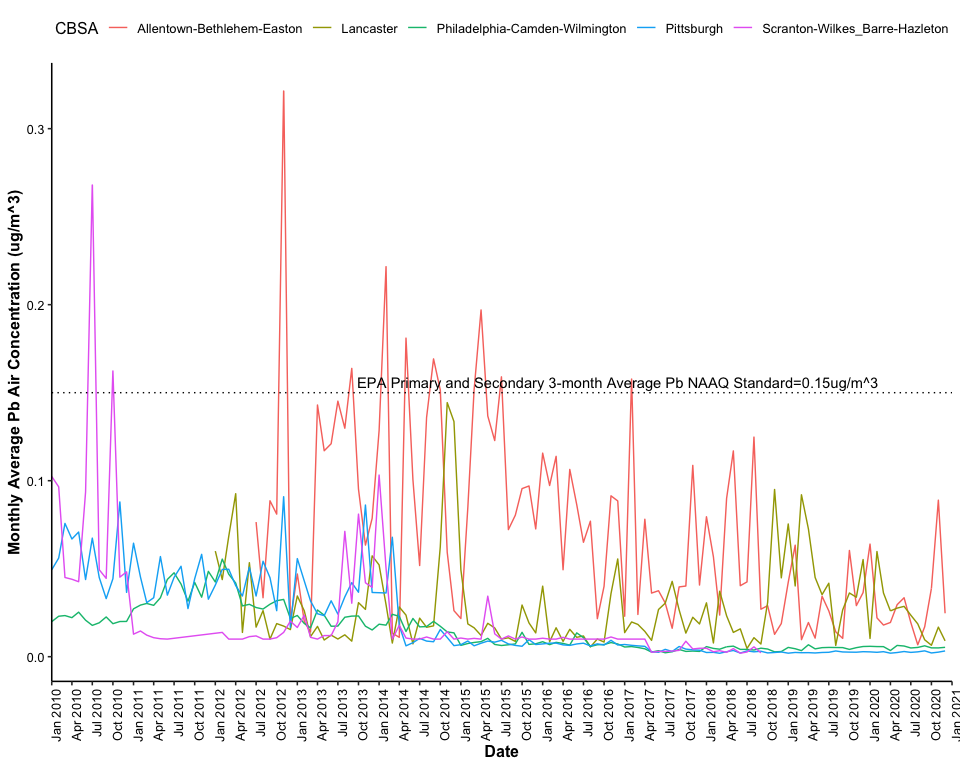 CBSA Allentown-Bethlehem-Easton Lancaster Philadelphia-Camden-Wilmington Pittsburgh Scranton-Wilkes_Barre-Hazleton
Monthly Average Pb Air Concentration (ug/m^3)
0.3
0.2
0.1
0.0
EPA Primary and Secondary 3-month Average Pb NAAQ Standard=0.15ug/m^3
Jan 2010 Apr 2010 Jul 2010 Oct 2010 Jan 2011 Apr 2011 Jul 2011 Oct 2011 Jan 2012 Apr 2012 Jul 2012 Oct 2012 Jan 2013 Apr 2013 Jul 2013 Oct 2013 Jan 2014 Apr 2014 Jul 2014 Oct 2014 Jan 2015 Apr 2015 Jul 2015 Oct 2015 Jan 2016 Apr 2016 Jul 2016 Oct 2016 Jan 2017 Apr 2017 Jul 2017 Oct 2017 Jan 2018 Apr 2018 Jul 2018 Oct 2018 Jan 2019 Apr 2019 Jul 2019 Oct 2019 Jan 2020 Apr 2020 Jul 2020 Oct 2020 Jan 2021
Date